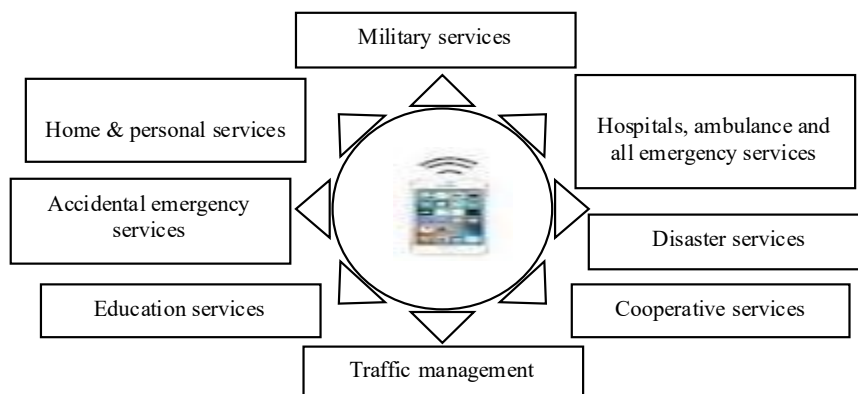 Military services
Home & personal services
Hospitals, ambulance and
all emergency services
Accidental emergency
services
Disaster services
Education services
Cooperative services
Traffic management